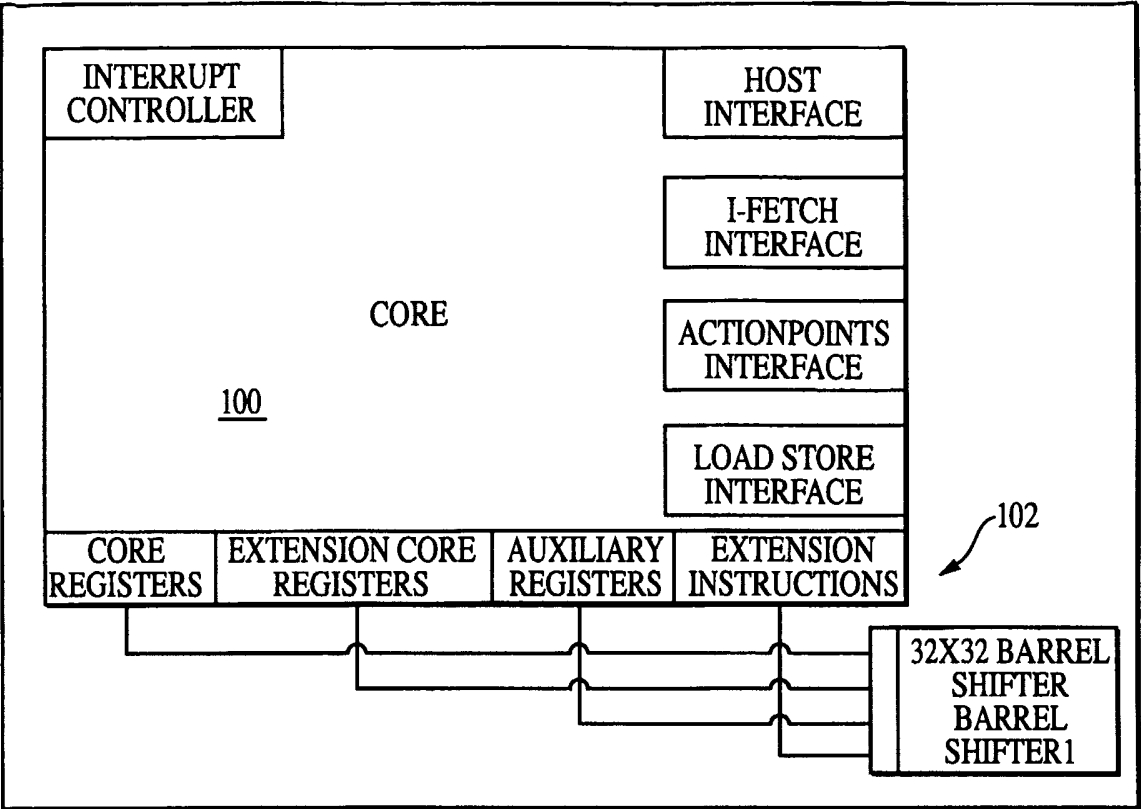 INTERRUPT
CONTROLLER
HOST
INTERFACE
I-FETCH
INTERFACE
CORE
ACTIONPOINTS
INTERFACE
100
LOAD STORE
INTERFACE
102
CORE
REGISTERS
EXTENSION CORE
REGISTERS
AUXILIARY
REGISTERS
EXTENSION
INSTRUCTIONS
32X32 BARREL
SHIFTER
BARREL
SHIFTER1